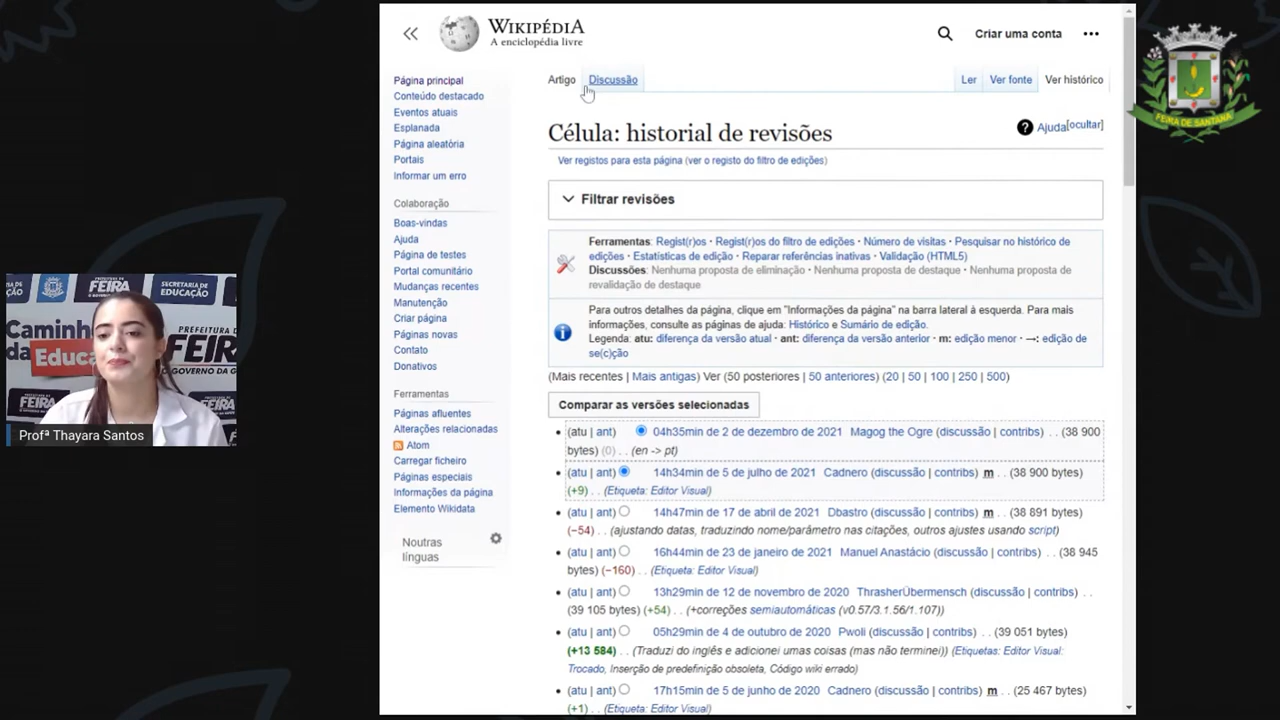 WIKIPÉDIA
A enciclopédia livre
Criar uma conta
Página principal
Conteúdo destacado
Eventos atuais
Esplanada
Página aleatória
Portais
Informar um erro
Colaboração
Boas-vindas
Ajuda
Página de testes
Portal comunitário
Mudanças recentes
Manutenção
Criar página
Páginas novas
Contato
Donativos
Ferramentas
Páginas afluentes
Alterações relacionadas
Atom
Carregar ficheiro
Páginas especiais
Informações da página
Elemento Wikidata
Noutras
línguas
Artigo Discussão Ler Ver fonte Ver histórico
Célula: historial de revisões
Ajuda[ocultar]
Ver registos para esta página (ver o registo do filtro de edições)
Filtrar revisões
Ferramentas: Regist(r)os · Regist(r)os do filtro de edições · Número de visitas · Pesquisar no histórico de
edições · Estatísticas de edição · Reparar referências inativas · Validação (HTML5)
Discussões: Nenhuma proposta de eliminação · Nenhuma proposta de destaque · Nenhuma proposta de
revalidação de destaque
Para outros detalhes da página, clique em "Informações da página" na barra lateral à esquerda. Para mais
informações, consulte as páginas de ajuda: Histórico e Sumário de edição.
Legenda: atu: diferença da versão atual · ant: diferença da versão anterior · m: edição menor · →: edição de
se(c)ção
(Mais recentes | Mais antigas) Ver (50 posteriores | 50 anteriores) (20 | 50 | 100 | 250 | 500)
Comparar as versões selecionadas
(atu | ant) 04h35min de 2 de dezembro de 2021 Magog the Ogre (discussão | contribs) . . (38 900
bytes) (0) . . (en -> pt)
(atu | ant) 14h34min de 5 de julho de 2021 Cadnero (discussão | contribs) m . . (38 900 bytes)
(+9) . . (Etiqueta: Editor Visual)
(atu | ant) 14h47min de 17 de abril de 2021 Dbastro (discussão | contribs) m . . (38 891 bytes)
(−54) . . (ajustando datas, traduzindo nome/parâmetro nas citações, outros ajustes usando script)
(atu | ant) 16h44min de 23 de janeiro de 2021 Manuel Anastácio (discussão | contribs) . . (38 945
bytes) (−160) . . (Etiqueta: Editor Visual)
(atu | ant) 13h29min de 12 de novembro de 2020 ThrasherÜbermensch (discussão | contribs) . .
(39 105 bytes) (+54) . . (+correções semiautomáticas (v0.57/3.1.56/1.107))
(atu | ant) 05h29min de 4 de outubro de 2020 Pwoli (discussão | contribs) . . (39 051 bytes)
(+13 584) . . (Traduzi do inglês e adicionei umas coisas (mas não terminei)) (Etiquetas: Editor Visual:
Trocado, Inserção de predefinição obsoleta, Código wiki errado)
(atu | ant) 17h15min de 5 de junho de 2020 Cadnero (discussão | contribs) m . . (25 467 bytes)
(+1) . . (Etiqueta: Editor Visual)
FEIRA DE SANTANA
FEIRA
SECRETARIA DE
EDUCAÇÃO
Caminh
da
Educa
PREFEITURA D
FEIR
O GOVERNO DA G
FEIRA
Profª Thayara Santos